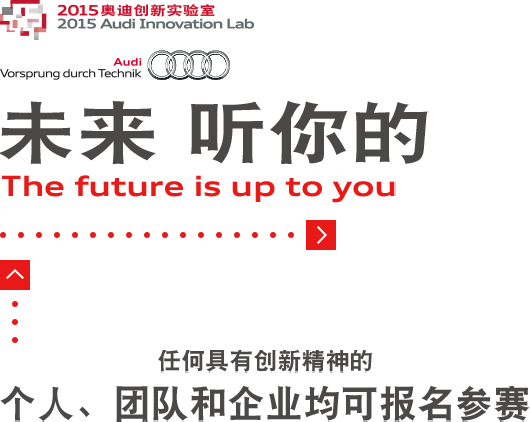 2015奥迪创新实验室
2015 Audi Innovation Lab
Audi
Vorsprung durch Technik
未来 听你的
The future is up to you
任何具有创新精神的
个人、团队和企业均可报名参赛